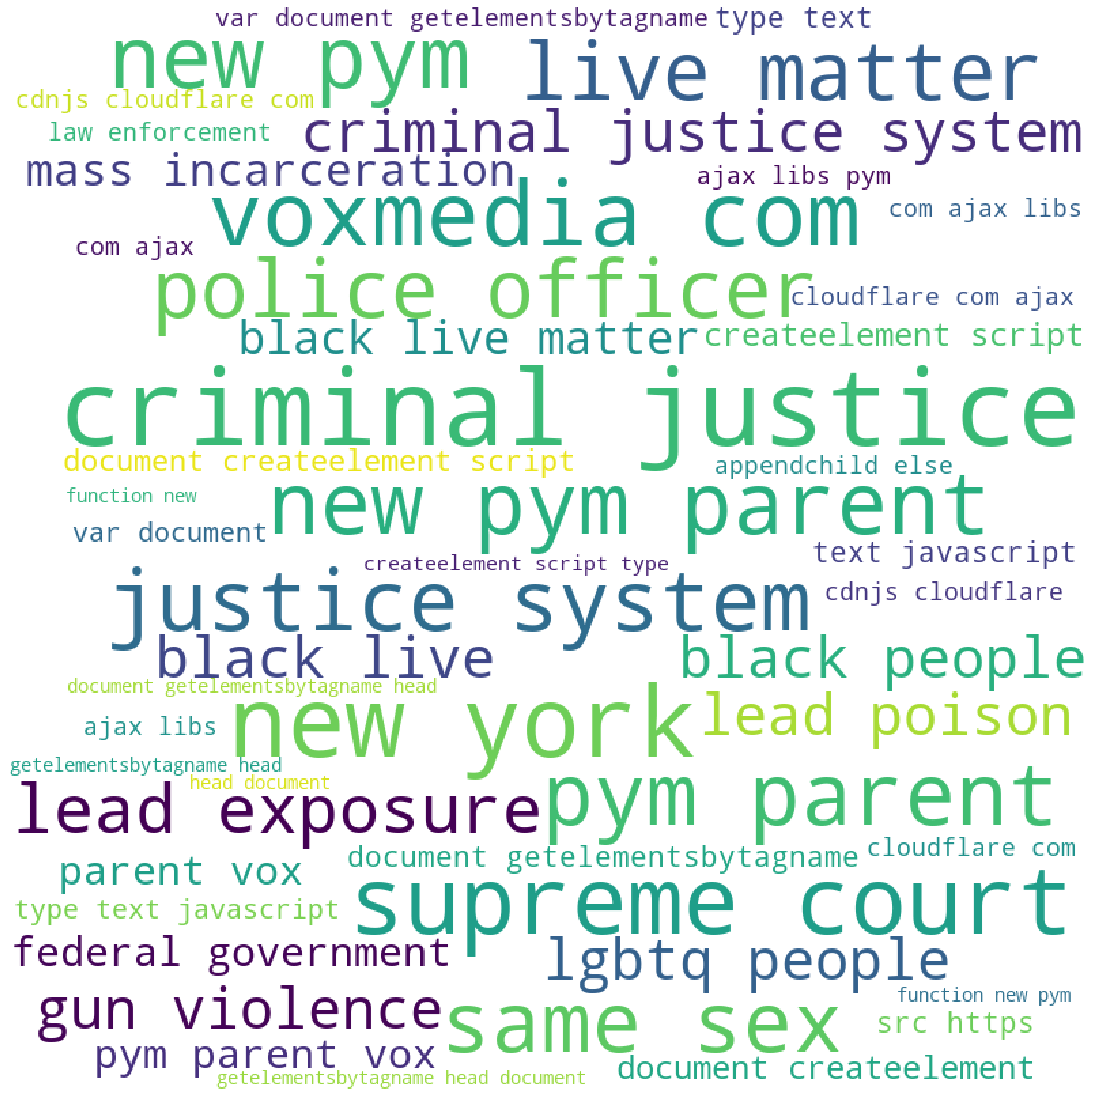 var document getelementsbytagname
type text
new pym
live matter
cdnjs cloudflare com
law enforcement
criminal justice system
mass incarceration
ajax libs pym
voxmedia com
com ajax libs
com ajax
police officer
cloudflare com ajax
black live matter
createelement script
criminal justice
document createelement script
appendchild else
function new
new pym parent
var document
text javascript
createelement script type
justice system
cdnjs cloudflare
black live
black people
document getelementsbytagname head
ajax libs
new york
lead poison
getelementsbytagname head
head document
lead exposure
pym parent
parent vox
document getelementsbytagname
cloudflare com
type text javascript
supreme court
federal government
lgbtq people
gun violence
same sex
function new pym
src https
pym parent vox
document createelement
getelementsbytagname head document